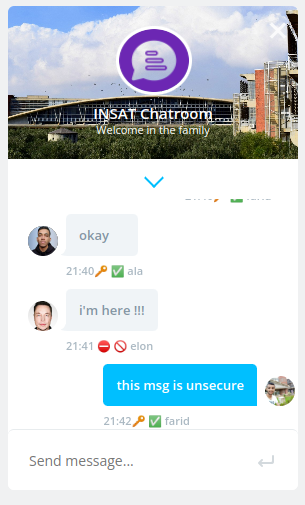 INSAT Chatroom
Welcome in the family
okay
21:40🔑 ✅ ala
i'm here !!!
21:41 ⛔ 🚫 elon
this msg is unsecure
21:42🔑 ✅ farid
Send message...